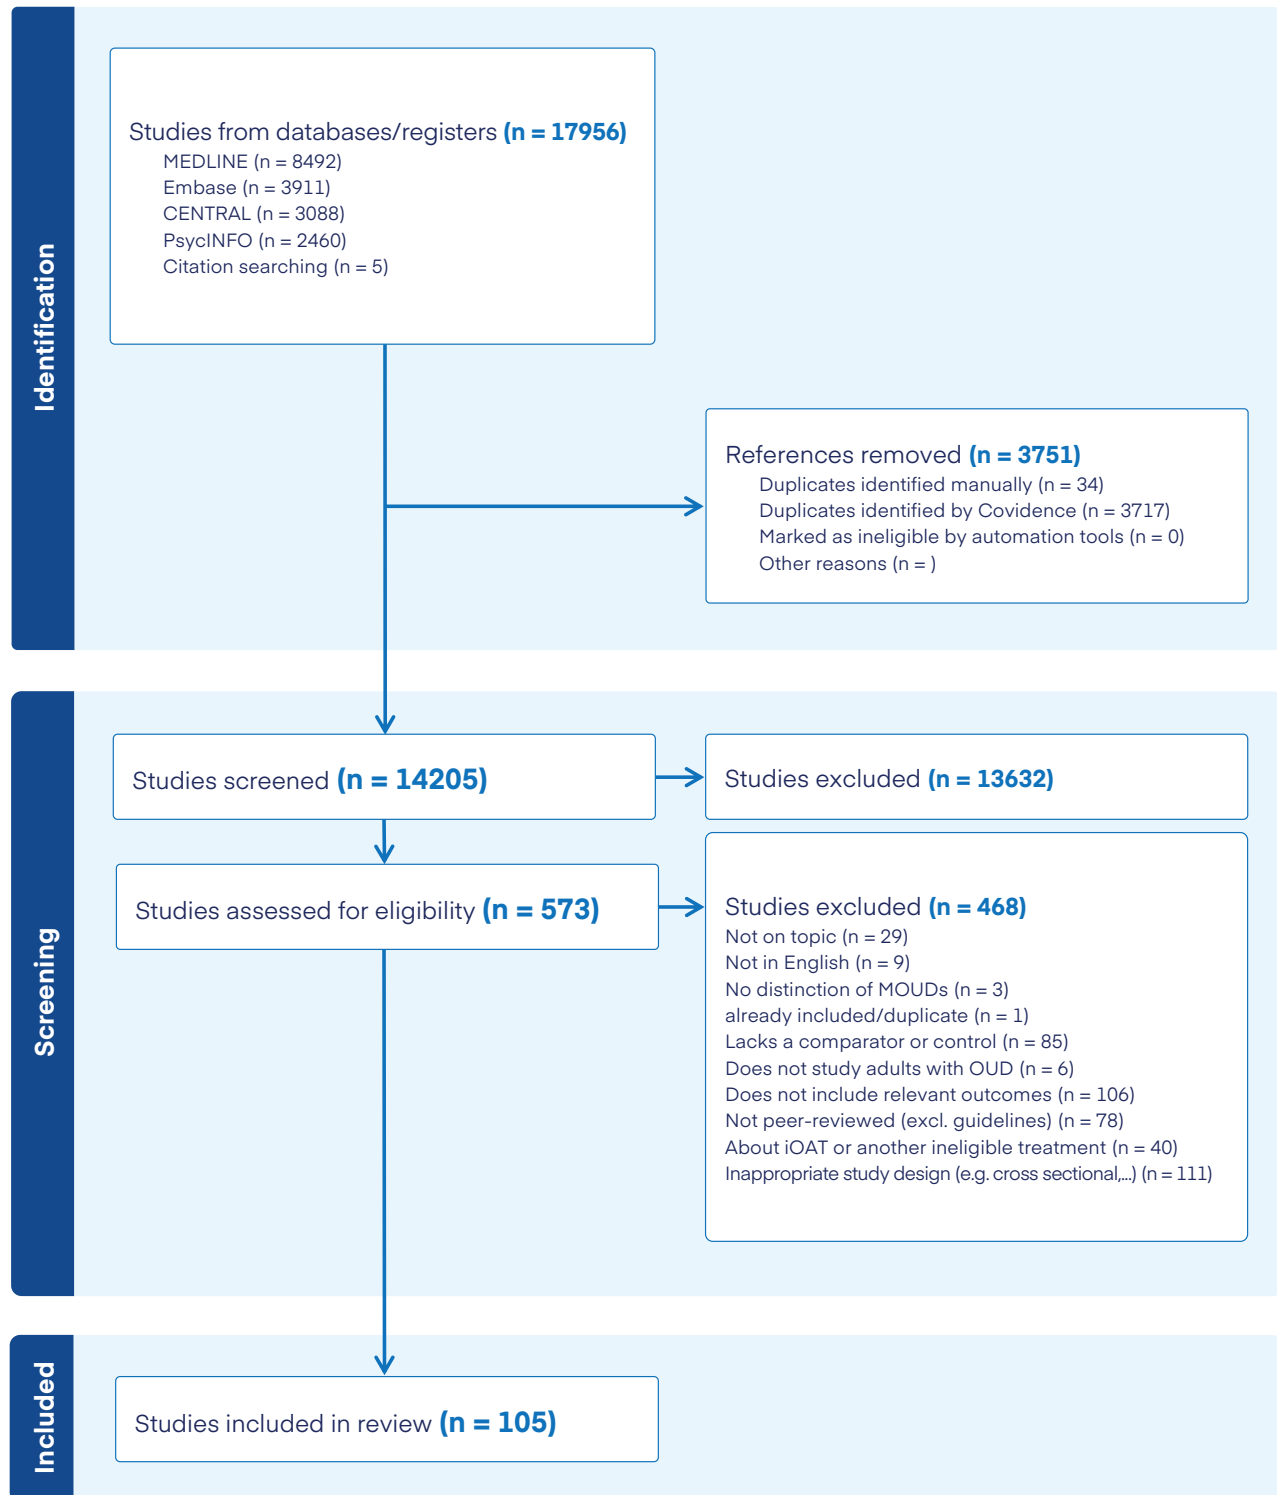 Identification
Studies from databases/registers (n = 17956)
MEDLINE (n = 8492)
Embase (n = 3911)
CENTRAL (n = 3088)
PsycINFO (n = 2460)
Citation searching (n = 5)
References removed (n = 3751)
Duplicates identified manually (n = 34)
Duplicates identified by Covidence (n = 3717)
Marked as ineligible by automation tools (n = 0)
Other reasons (n = )
Screening
Studies screened (n = 14205)
Studies excluded (n = 13632)
Studies assessed for eligibility (n = 573)
Studies excluded (n = 468)
Not on topic (n = 29)
Not in English (n = 9)
No distinction of MOUDs (n = 3)
already included/duplicate (n = 1)
Lacks a comparator or control (n = 85)
Does not study adults with OUD (n = 6)
Does not include relevant outcomes (n = 106)
Not peer-reviewed (excl. guidelines) (n = 78)
About iOAT or another ineligible treatment (n = 40)
Inappropriate study design (e.g. cross sectional,...) (n = 111)
Included
Studies included in review (n = 105)